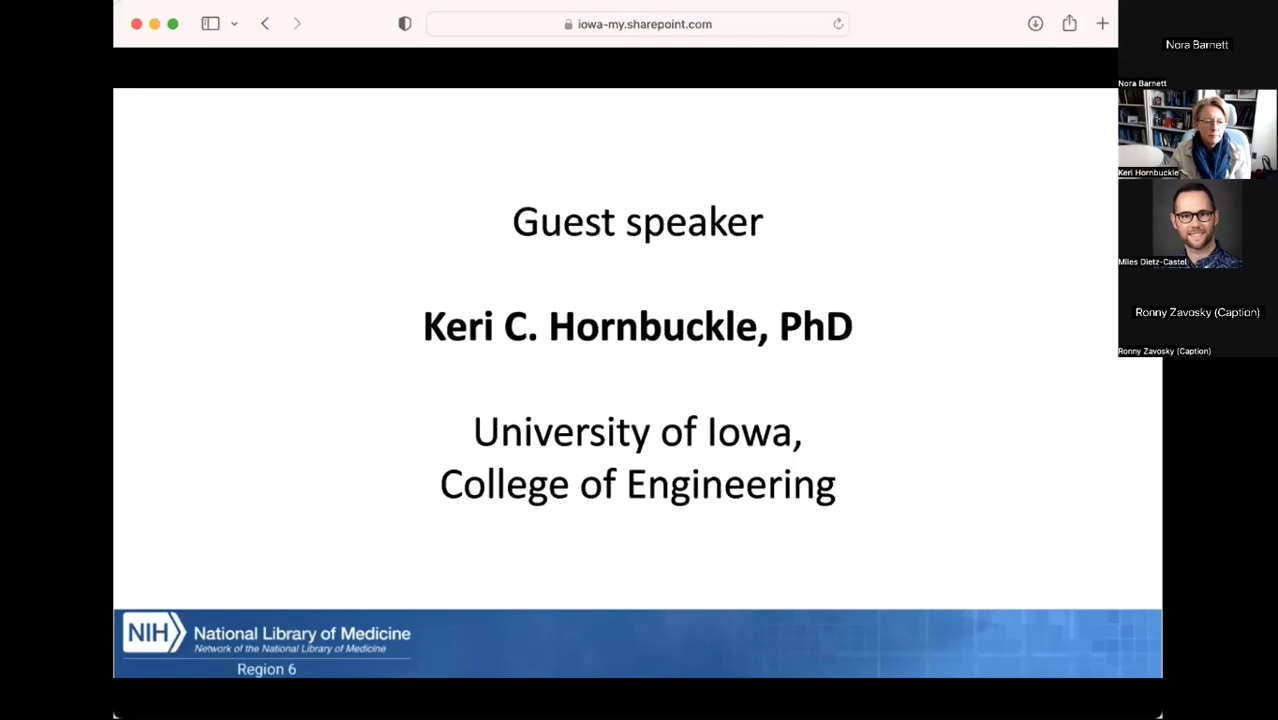 iowa-my.sharepoint.com
Nora Barnett
Nora Barnett
Keri Hornbuckle
Miles Dietz-Castel
Ronny Zavosky (Caption)
Ronny Zavosky (Caption)
Guest speaker
Keri C. Hornbuckle, PhD
University of Iowa,
College of Engineering
NIH National Library of Medicine
Network of the National Library of Medicine
Region 6